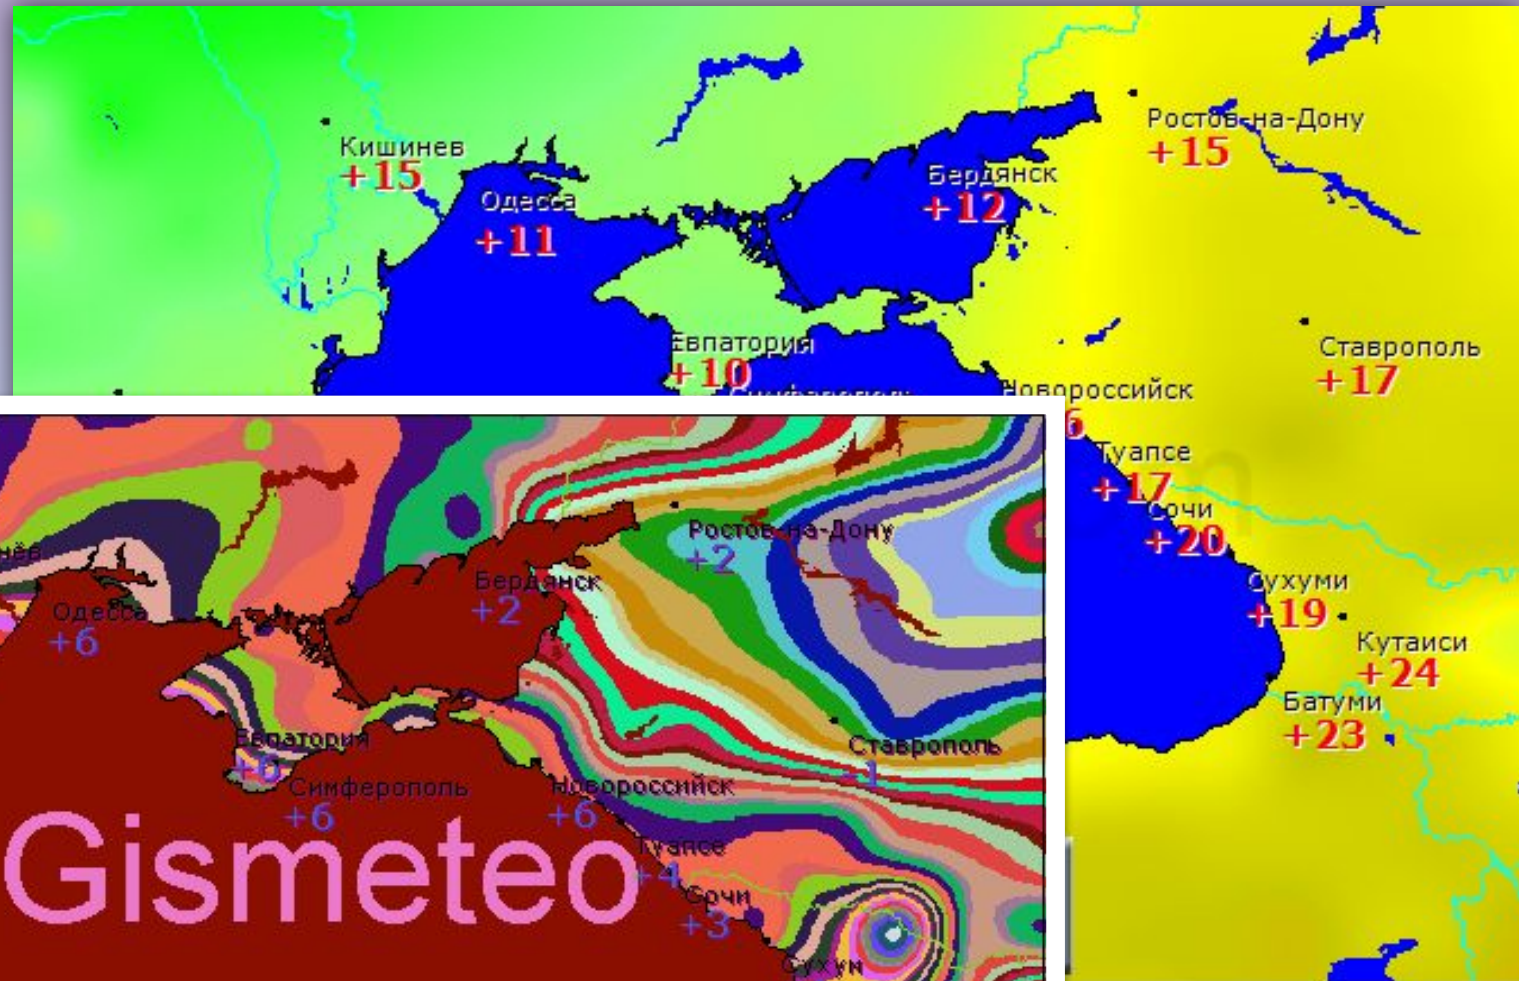 Кишинев
+15
Одесса
+11
Ростов-на-Дону
+15
Бердянск
+12
Евпатория
+10
Ставрополь
+17
Новороссийск
Туапсе
+17
Сочи
+20
Сухуми
+19
Кутаиси
+24
Батуми
+23
Одесса
+6
Ростов-на-Дону
+2
Бердянск
+2
Евпатория
Симферополь
+6
Новороссийск
+6
Ставрополь
Туапсе
+4
Сочи
+3
Сухум
Gismeteo